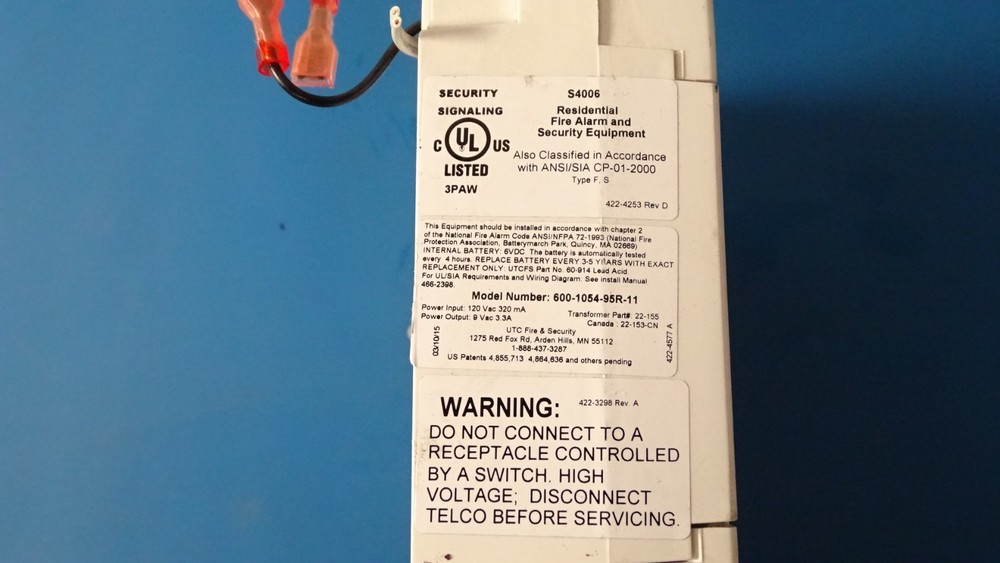 SECURITY
SIGNALING
C UL US
LISTED
3PAW
S4006
Residential
Fire Alarm and
Security Equipment
Also Classified in Accordance
with ANSI/SIA CP-01-2000
Type F, S
422-4253 Rev D
This Equipment should be installed in accordance with chapter 2
of the National Fire Alarm Code ANSI/NFPA 72-1993 (National Fire
Protection Association, Batterymarch Park, Quincy, MA 02669)
INTERNAL BATTERY: 6VDC The battery is automatically tested
every 4 hours. REPLACE BATTERY EVERY 3-5 YEARS WITH EXACT
REPLACEMENT ONLY: UTCFS Part No. 60-914 Lead Acid.
For UL/SIA Requirements and Wiring Diagram: See Install Manual
466-2398.
Model Number: 600-1054-95R-11
Power Input: 120 Vac 320 mA
Power Output: 9 Vac 3.3A
Transformer Part#: 22-155
Canada : 22-153-CN
UTC Fire & Security
1275 Red Fox Rd, Arden Hills, MN 55112
1-888-437-3287
US Patents 4,855,713 4,864,636 and others pending
03/10/15
422-4577 A
WARNING:
422-3298 Rev. A
DO NOT CONNECT TO A
RECEPTACLE CONTROLLED
BY A SWITCH. HIGH
VOLTAGE; DISCONNECT
TELCO BEFORE SERVICING.